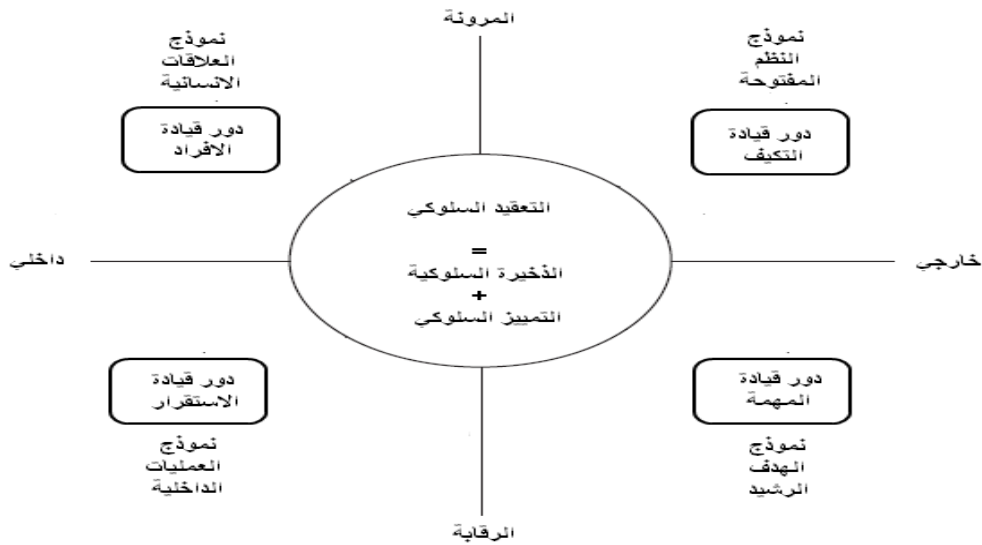 المرونة
نموذج
النظم
المفتوحة
دور قيادة
التكيف
نموذج
العلاقات
الانسانية
دور قيادة
الافراد
التعقيد السلوكي
=
الذخيرة السلوكية
+
التمييز السلوكي
خارجي
داخلي
دور قيادة
المهمة
نموذج
الهدف
الرشيد
دور قيادة
الاستقرار
نموذج
العمليات
الداخلية
الرقابة